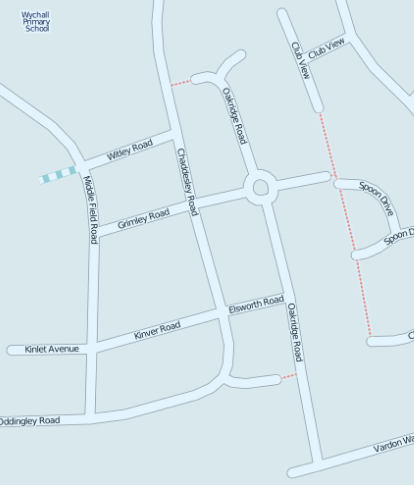 Wychall
Primary
School
Club View
Club View
Oakridge Road
Witley Road
Chaddesley Road
Middle Field Road
Spoon Drive
Grimley Road
Spoon D
Elsworth Road
Kinver Road
Oakridge Road
Kinlet Avenue
C
Oddingley Road
Vardon Wa